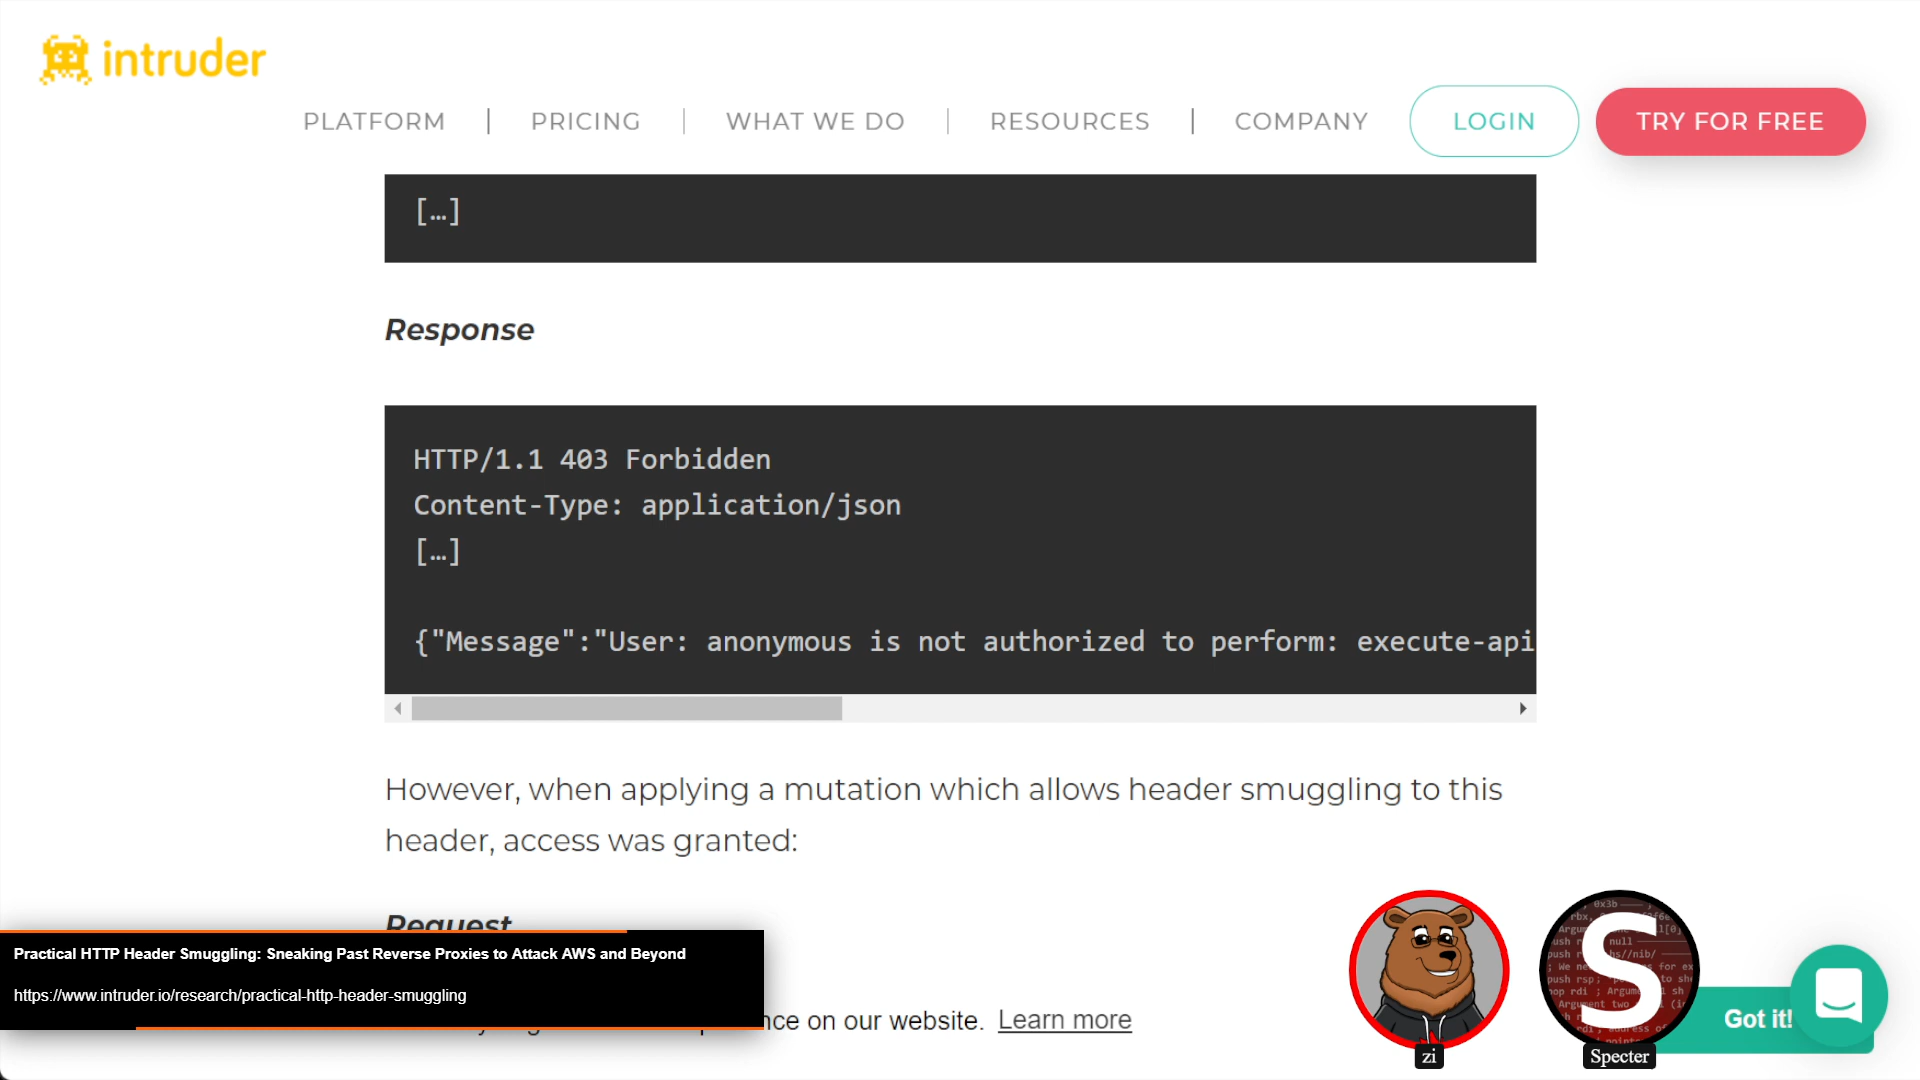 intruder
PLATFORM | PRICING | WHAT WE DO | RESOURCES | COMPANY LOGIN TRY FOR FREE
[…]
Response
HTTP/1.1 403 Forbidden
Content-Type: application/json
[…]
{"Message":"User: anonymous is not authorized to perform: execute-api
However, when applying a mutation which allows header smuggling to this
header, access was granted:
Request
Practical HTTP Header Smuggling: Sneaking Past Reverse Proxies to Attack AWS and Beyond
https://www.intruder.io/research/practical-http-header-smuggling
nce on our website. Learn more
Got it!
S
zi
Specter